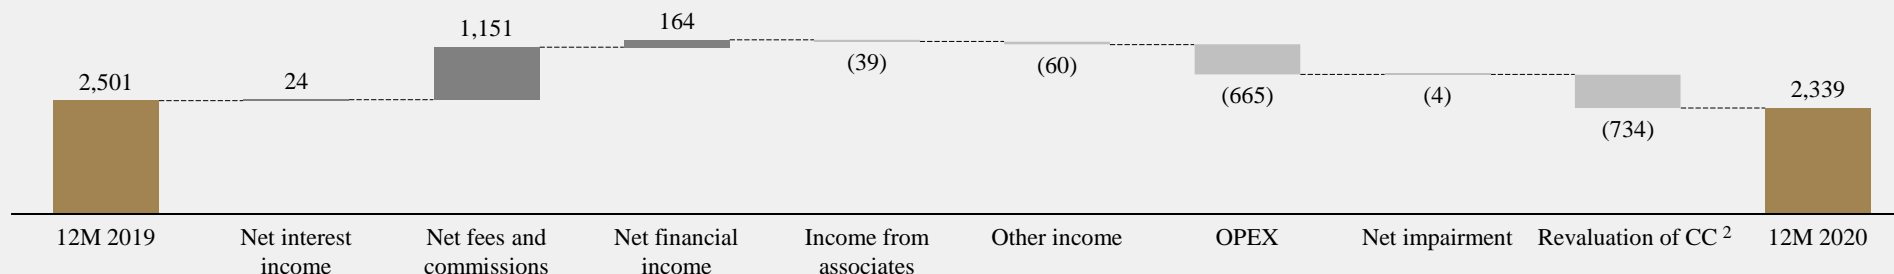 1,151
164
2,501
24
(39)
(60)
(665)
(4)
(734)
2,339
12M 2019
Net interest
income
Net fees and
commissions
Net financial
income
Income from
associates
Other income
OPEX
Net impairment
Revaluation of CC 2
12M 2020